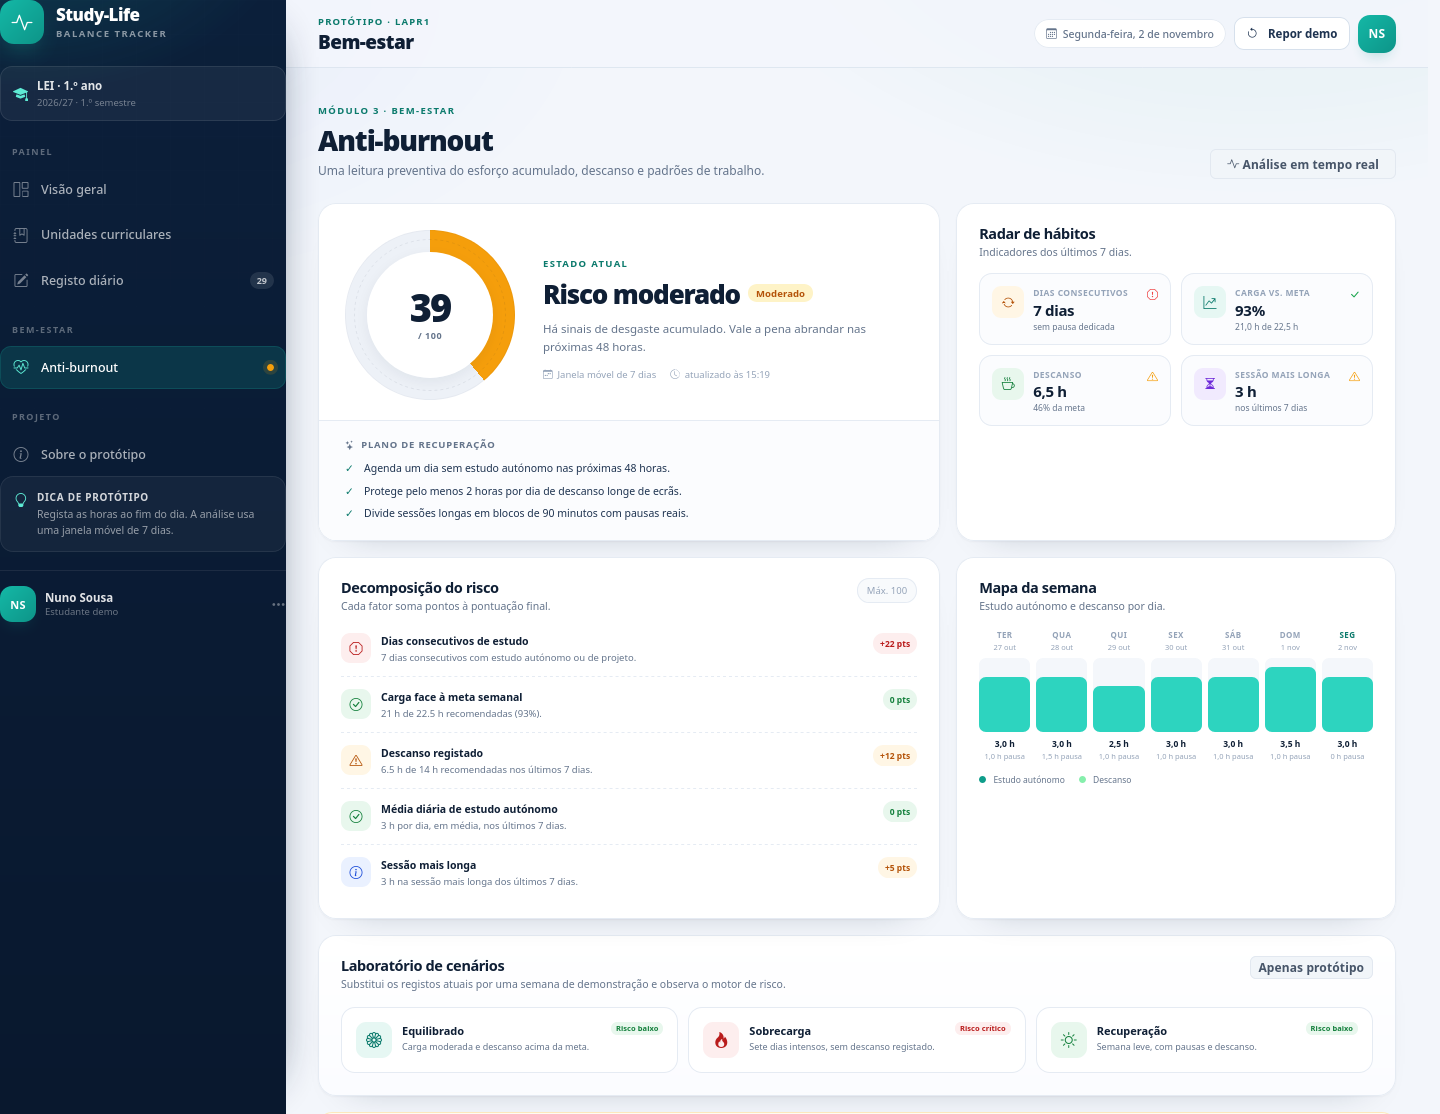 Study-Life
BALANCE TRACKER
LEI · 1.º ano
2026/27 · 1.º semestre
PAINEL
Visão geral
Unidades curriculares
Registo diário
29
BEM-ESTAR
Anti-burnout
PROJETO
Sobre o protótipo
DICA DE PROTÓTIPO
Regista as horas ao fim do dia. A análise usa
uma janela móvel de 7 dias.
NS
Nuno Sousa
Estudante demo
PROTÓTIPO · LAPR1
Bem-estar
Segunda-feira, 2 de novembro
Repor demo
NS
MÓDULO 3 · BEM-ESTAR
Anti-burnout
Uma leitura preventiva do esforço acumulado, descanso e padrões de trabalho.
Análise em tempo real
39
/ 100
ESTADO ATUAL
Risco moderado
Moderado
Há sinais de desgaste acumulado. Vale a pena abrandar nas
próximas 48 horas.
Janela móvel de 7 dias
atualizado às 15:19
PLANO DE RECUPERAÇÃO
✓ Agenda um dia sem estudo autónomo nas próximas 48 horas.
✓ Protege pelo menos 2 horas por dia de descanso longe de ecrãs.
✓ Divide sessões longas em blocos de 90 minutos com pausas reais.
Radar de hábitos
Indicadores dos últimos 7 dias.
DIAS CONSECUTIVOS
7 dias
sem pausa dedicada
CARGA VS. META
93%
21,0 h de 22,5 h
DESCANSO
6,5 h
46% da meta
SESSÃO MAIS LONGA
3 h
nos últimos 7 dias
Decomposição do risco
Cada fator soma pontos à pontuação final.
Máx. 100
Dias consecutivos de estudo
7 dias consecutivos com estudo autónomo ou de projeto.
+22 pts
Carga face à meta semanal
21 h de 22.5 h recomendadas (93%).
0 pts
Descanso registado
6.5 h de 14 h recomendadas nos últimos 7 dias.
+12 pts
Média diária de estudo autónomo
3 h por dia, em média, nos últimos 7 dias.
0 pts
Sessão mais longa
3 h na sessão mais longa dos últimos 7 dias.
+5 pts
Mapa da semana
Estudo autónomo e descanso por dia.
TER QUA QUI SEX SÁB DOM SEG
27 out 28 out 29 out 30 out 31 out 1 nov 2 nov
3,0 h 3,0 h 2,5 h 3,0 h 3,0 h 3,5 h 3,0 h
1,0 h pausa 1,5 h pausa 1,0 h pausa 1,0 h pausa 1,0 h pausa 1,0 h pausa 0 h pausa
Estudo autónomo
Descanso
Laboratório de cenários
Substitui os registos atuais por uma semana de demonstração e observa o motor de risco.
Apenas protótipo
Equilibrado
Carga moderada e descanso acima da meta.
Risco baixo
Sobrecarga
Sete dias intensos, sem descanso registado.
Risco crítico
Recuperação
Semana leve, com pausas e descanso.
Risco baixo